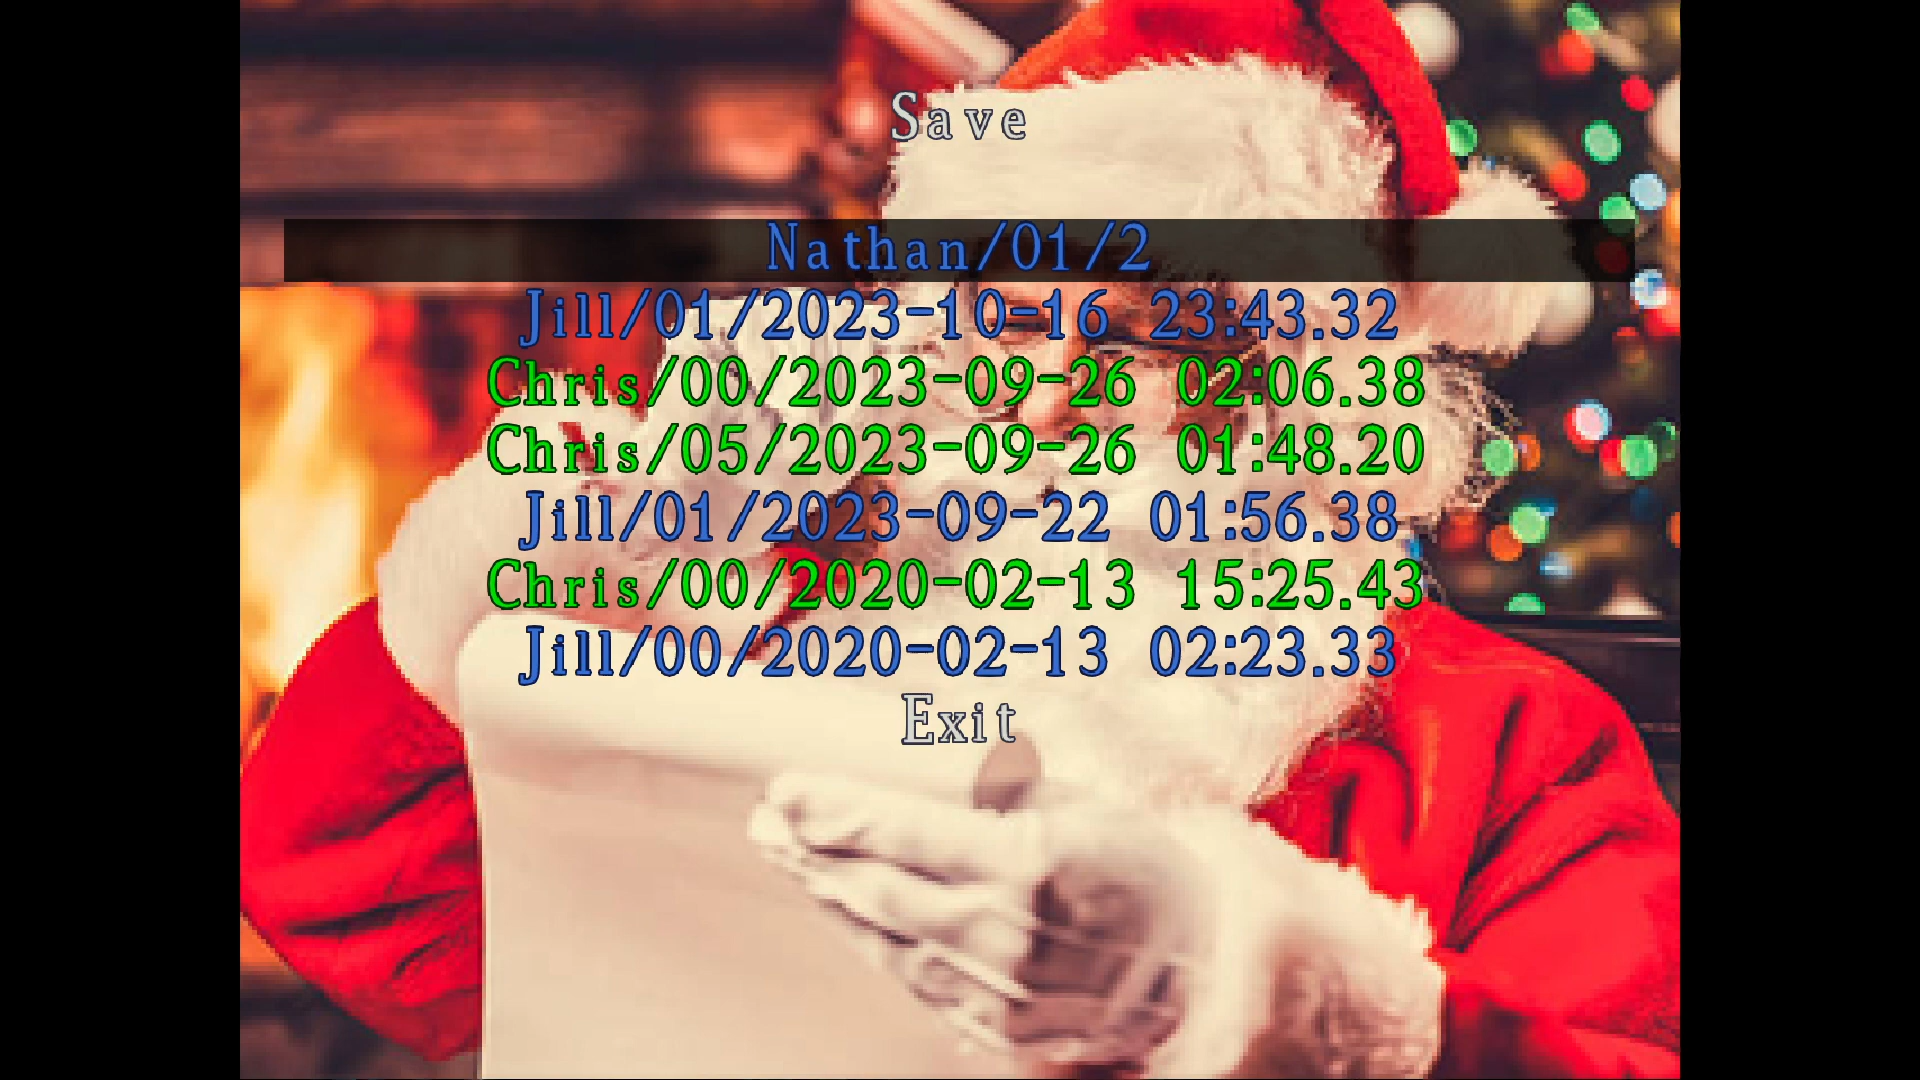 Save
Nathan/01/2
Jill/01/2023-10-16 23:43.32
Chris/00/2023-09-26 02:06.38
Chris/05/2023-09-26 01:48.20
Jill/01/2023-09-22 01:56.38
Chris/00/2020-02-13 15:25.43
Jill/00/2020-02-13 02:23.33
Exit